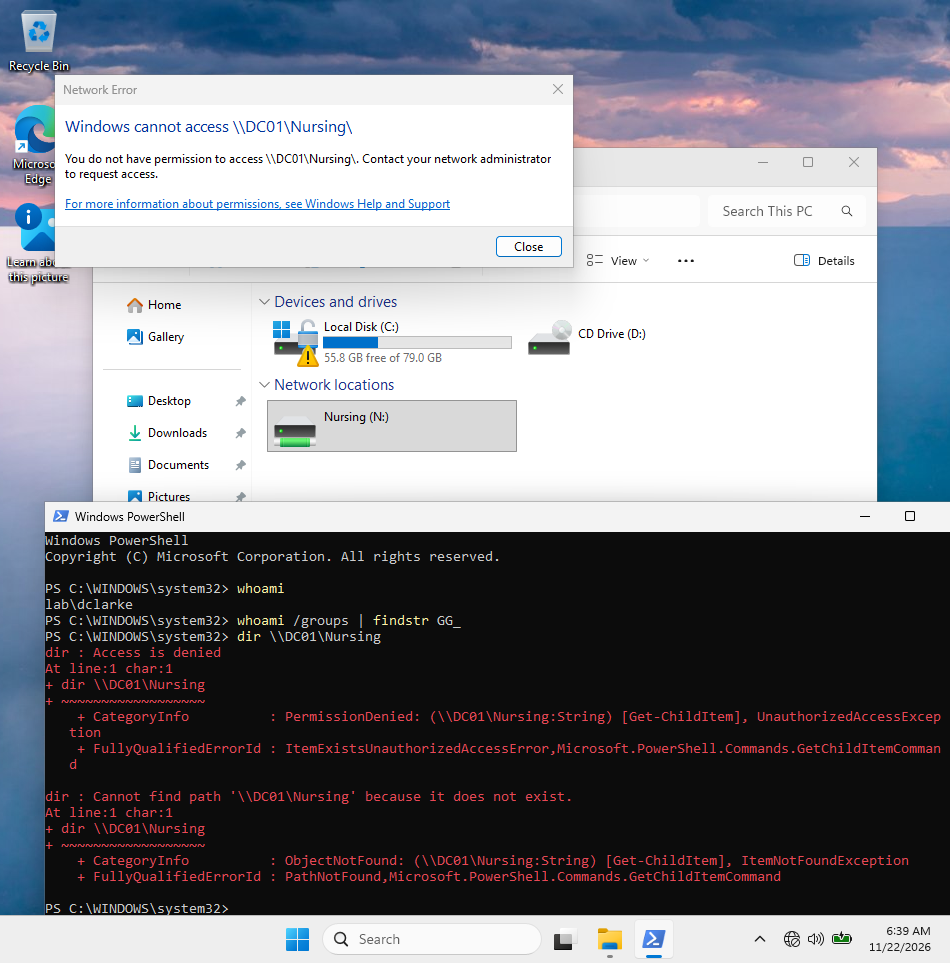 Recycle Bin
Network Error
Windows cannot access \\DC01\Nursing\
You do not have permission to access \\DC01\Nursing\. Contact your network administrator
to request access.
For more information about permissions, see Windows Help and Support
Close
Edge
this picture
Search This PC
View
Details
Home
Gallery
Desktop
Downloads
Documents
Pictures
Devices and drives
Local Disk (C:)
55.8 GB free of 79.0 GB
CD Drive (D:)
Network locations
Nursing (N:)
Windows PowerShell
Windows PowerShell
Copyright (C) Microsoft Corporation. All rights reserved.
PS C:\WINDOWS\system32> whoami
lab\dclarke
PS C:\WINDOWS\system32> whoami /groups | findstr GG_
PS C:\WINDOWS\system32> dir \\DC01\Nursing
dir : Access is denied
At line:1 char:1
+ dir \\DC01\Nursing
+ ~~~~~~~~~~~~~~~~~~
    + CategoryInfo          : PermissionDenied: (\\DC01\Nursing:String) [Get-ChildItem], UnauthorizedAccessExcep
   tion
    + FullyQualifiedErrorId : ItemExistsUnauthorizedAccessError,Microsoft.PowerShell.Commands.GetChildItemComman
   d
dir : Cannot find path '\\DC01\Nursing' because it does not exist.
At line:1 char:1
+ dir \\DC01\Nursing
+ ~~~~~~~~~~~~~~~~~~
    + CategoryInfo          : ObjectNotFound: (\\DC01\Nursing:String) [Get-ChildItem], ItemNotFoundException
    + FullyQualifiedErrorId : PathNotFound,Microsoft.PowerShell.Commands.GetChildItemCommand
PS C:\WINDOWS\system32>
Search
6:39 AM
11/22/2026